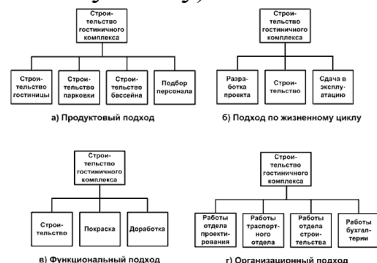 Строи-
тельство
гостиничного
комплекса
Строи-
тельство
гостиницы
Строи-
тельство
парковки
Строи-
тельство
бассейна
Подбор
персонала
а) Продуктовый подход
Строи-
тельство
гостиничного
комплекса
Разра-
ботка
проекта
Строи-
тельство
Сдача в
эксплу-
атацию
б) Подход по жизненному циклу
Строи-
тельство
гостиничного
комплекса
Строи-
тельство
Покраска
Доработка
в) Функциональный подход
Строи-
тельство
гостиничного
комплекса
Работы
отдела
проекти-
рования
Работы
траспорт-
ного
отдела
Работы
отдела
строи-
тельства
Работы
бухгал-
терии
г) Организационный подход